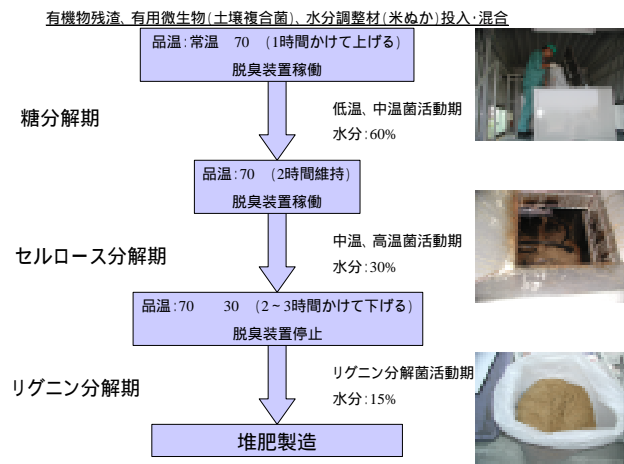 有機物残渣、有用微生物(土壌複合菌)、水分調整材(米ぬか)投入・混合
品温:常温　70　(1時間かけて上げる)
脱臭装置稼働
糖分解期
低温、中温菌活動期
水分:60%
品温:70　(2時間維持)
脱臭装置稼働
セルロース分解期
中温、高温菌活動期
水分:30%
品温:70　　30　(2~3時間かけて下げる)
脱臭装置停止
リグニン分解期
リグニン分解菌活動期
水分:15%
堆肥製造